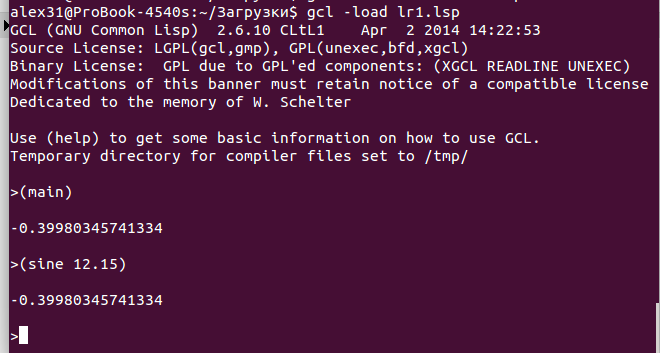 alex31@ProBook-4540s:~/Загрузки$ gcl -load lr1.lsp
GCL (GNU Common Lisp)  2.6.10 CLtL1    Apr  2 2014 14:22:53
Source License: LGPL(gcl,gmp), GPL(unexec,bfd,xgcl)
Binary License:  GPL due to GPL'ed components: (XGCL READLINE UNEXEC)
Modifications of this banner must retain notice of a compatible license
Dedicated to the memory of W. Schelter
Use (help) to get some basic information on how to use GCL.
Temporary directory for compiler files set to /tmp/
>(main)
-0.39980345741334
>(sine 12.15)
-0.39980345741334
>